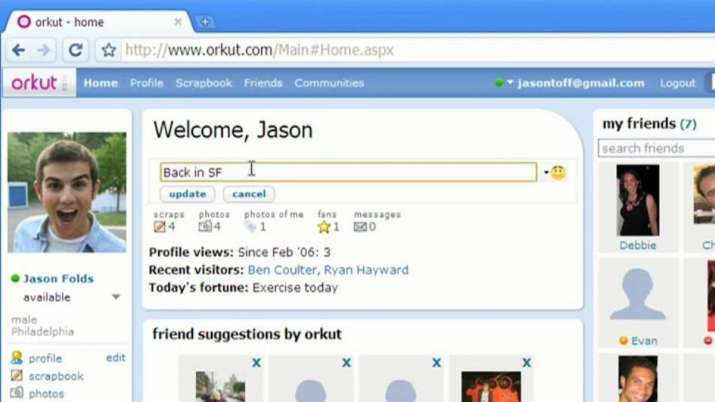 orkut - home
http://www.orkut.com/Main#Home.aspx
orkut Home Profile Scrapbook Friends Communities jasontoff@gmail.com Logout
Welcome, Jason
Back in SF
update cancel
scraps photos photos of me fans messages
4 4 1 1 0
Profile views: Since Feb '06: 3
Recent visitors: Ben Coulter, Ryan Hayward
Today's fortune: Exercise today
Jason Folds
available
male
Philadelphia
profile edit
scrapbook
photos
friend suggestions by orkut
x x x x
my friends (7)
search friends
Debbie
Evan